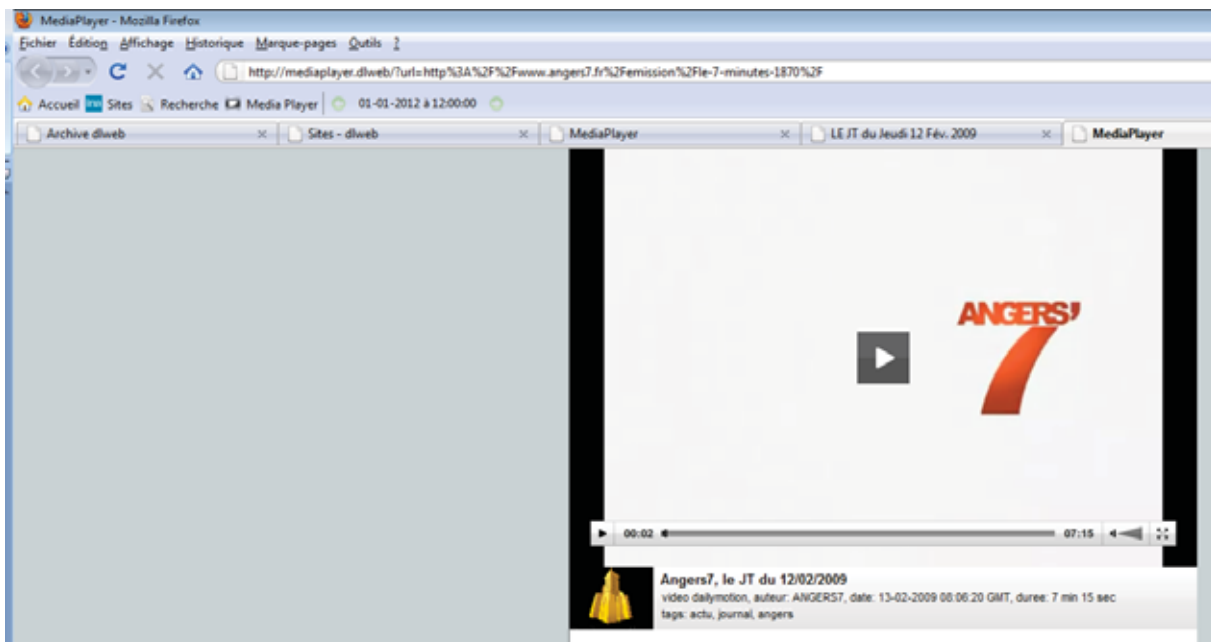 MediaPlayer - Mozilla Firefox
Fichier Édition Affichage Historique Marque-pages Outils ?
http://mediaplayer.dlweb/?url=http%3A%2F%2Fwww.angers7.fr%2Femission%2Fle-7-minutes-1870%2F
Accueil ina Sites Recherche Media Player 01-01-2012 à 12:00:00
Archive dlweb Sites - dlweb MediaPlayer LE JT du Jeudi 12 Fév. 2009 MediaPlayer
ANGERS'
7
00:02 07:15
Angers7, le JT du 12/02/2009
video dailymotion, auteur: ANGERS7, date: 13-02-2009 08:06:20 GMT, duree: 7 min 15 sec
tags: actu, journal, angers